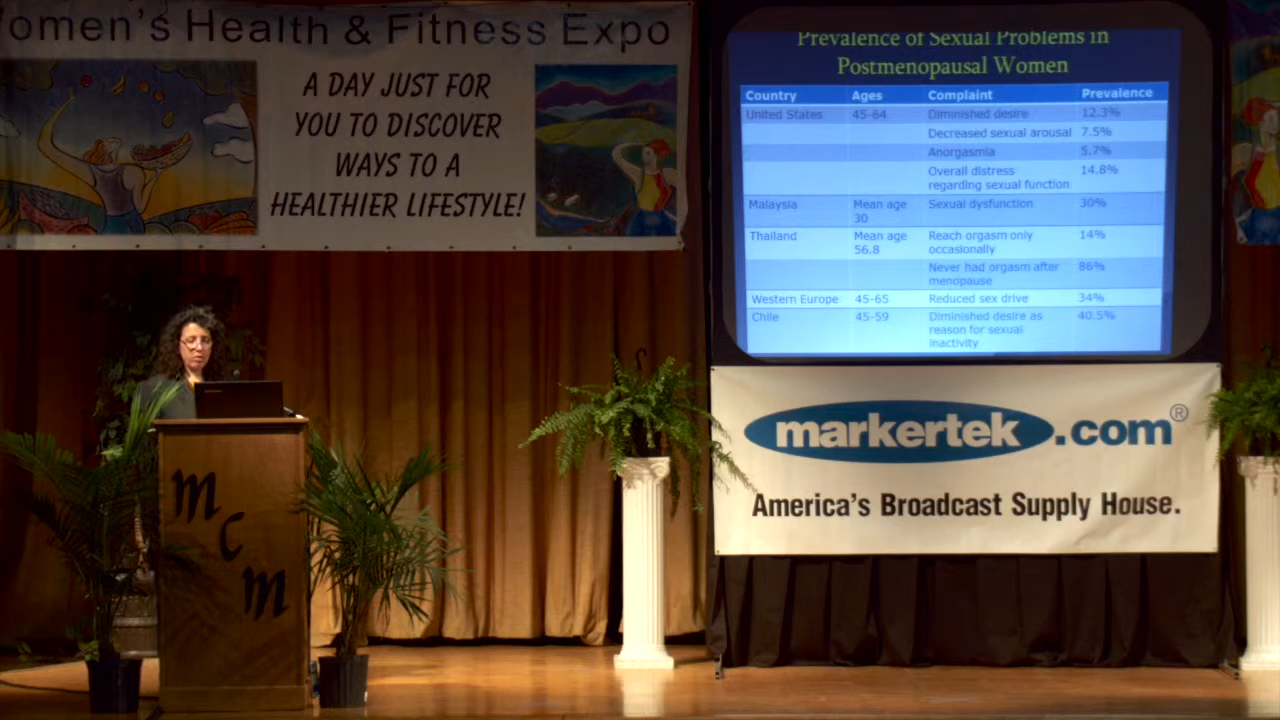 omen's Health & Fitness Expo
A DAY JUST FOR
YOU TO DISCOVER
WAYS TO A
HEALTHIER LIFESTYLE!
Prevalence of Sexual Problems in
Postmenopausal Women
Country Ages Complaint Prevalence
United States 45-64 Diminished desire 12.3%
Decreased sexual arousal 7.5%
Anorgasmia 5.7%
Overall distress 14.8%
regarding sexual function
Malaysia Mean age Sexual dysfunction 30%
30
Thailand Mean age Reach orgasm only 14%
56.8 occasionally
Never had orgasm after 86%
menopause
Western Europe 45-65 Reduced sex drive 34%
Chile 45-59 Diminished desire as 40.5%
reason for sexual
inactivity
markertek.com®
America's Broadcast Supply House.
m
c
m